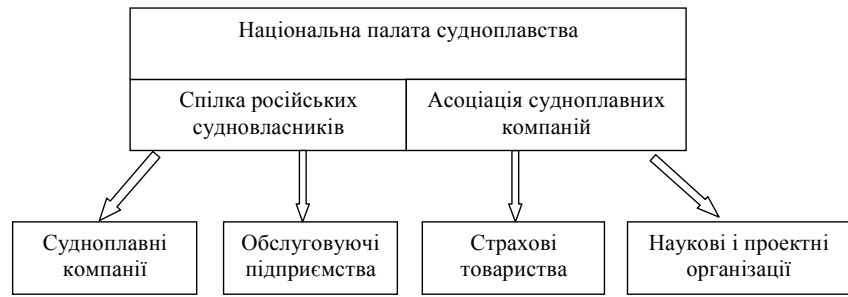 Національна палата судноплавства
Спілка російських
судновласників
Асоціація судноплавних
компаній
Судноплавні
компанії
Обслуговуючі
підприємства
Страхові
товариства
Наукові і проектні
організації